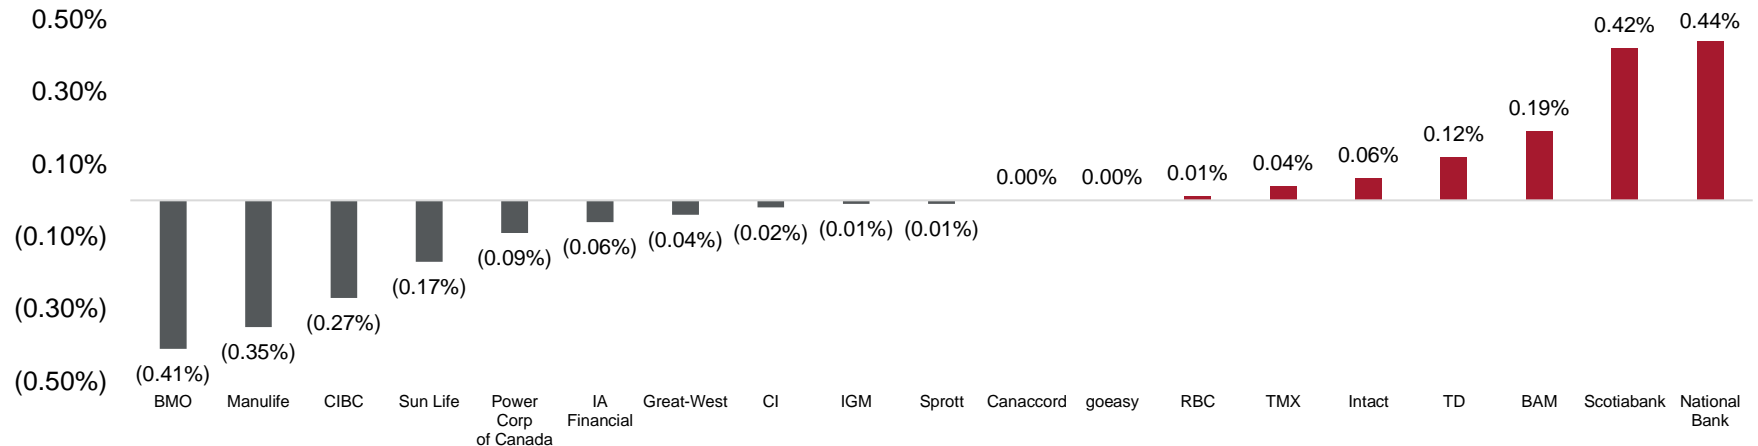 0.50%
0.30%
0.10%
(0.10%)
(0.30%)
(0.50%)
(0.41%)
(0.35%)
(0.27%)
(0.17%)
(0.09%)
(0.06%)
(0.04%)
(0.02%)
(0.01%)
(0.01%)
0.00%
0.00%
0.01%
0.04%
0.06%
0.12%
0.19%
0.42%
0.44%
BMO
Manulife
CIBC
Sun Life
Power
Corp
of Canada
IA
Financial
Great-West
CI
IGM
Sprott
Canaccord
goeasy
RBC
TMX
Intact
TD
BAM
Scotiabank
National
Bank